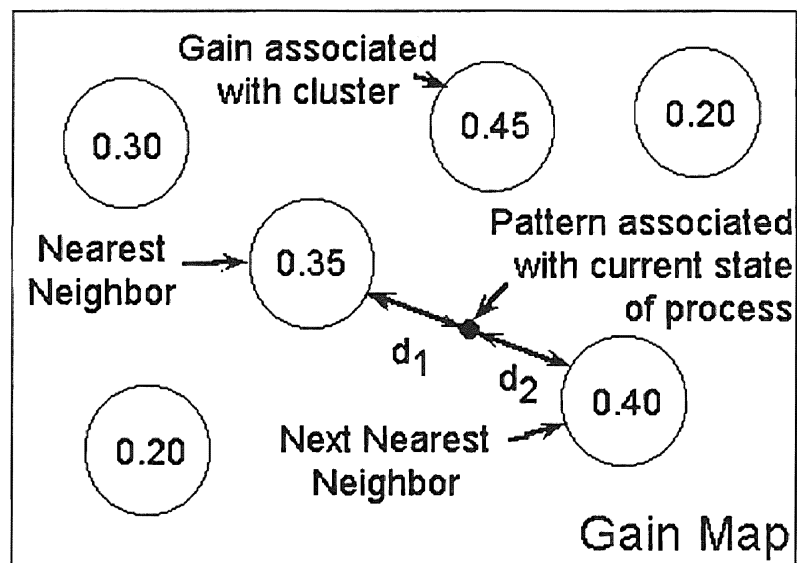 Gain associated
with cluster
0.30
0.45
0.20
Nearest
Neighbor
0.35
Pattern associated
with current state
of process
d1
d2
0.40
0.20
Next Nearest
Neighbor
Gain Map